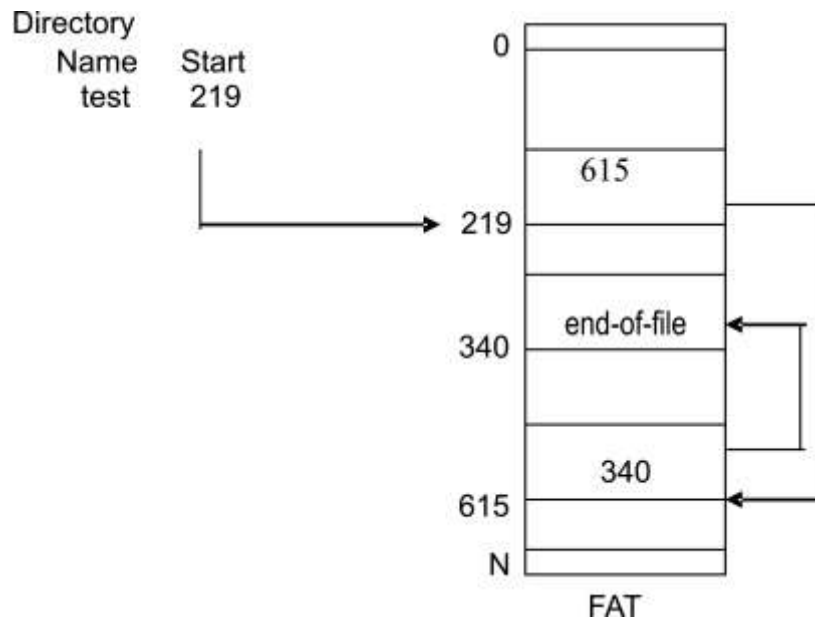 Directory
Name Start
test 219
0
615
219
end-of-file
340
340
615
N
FAT